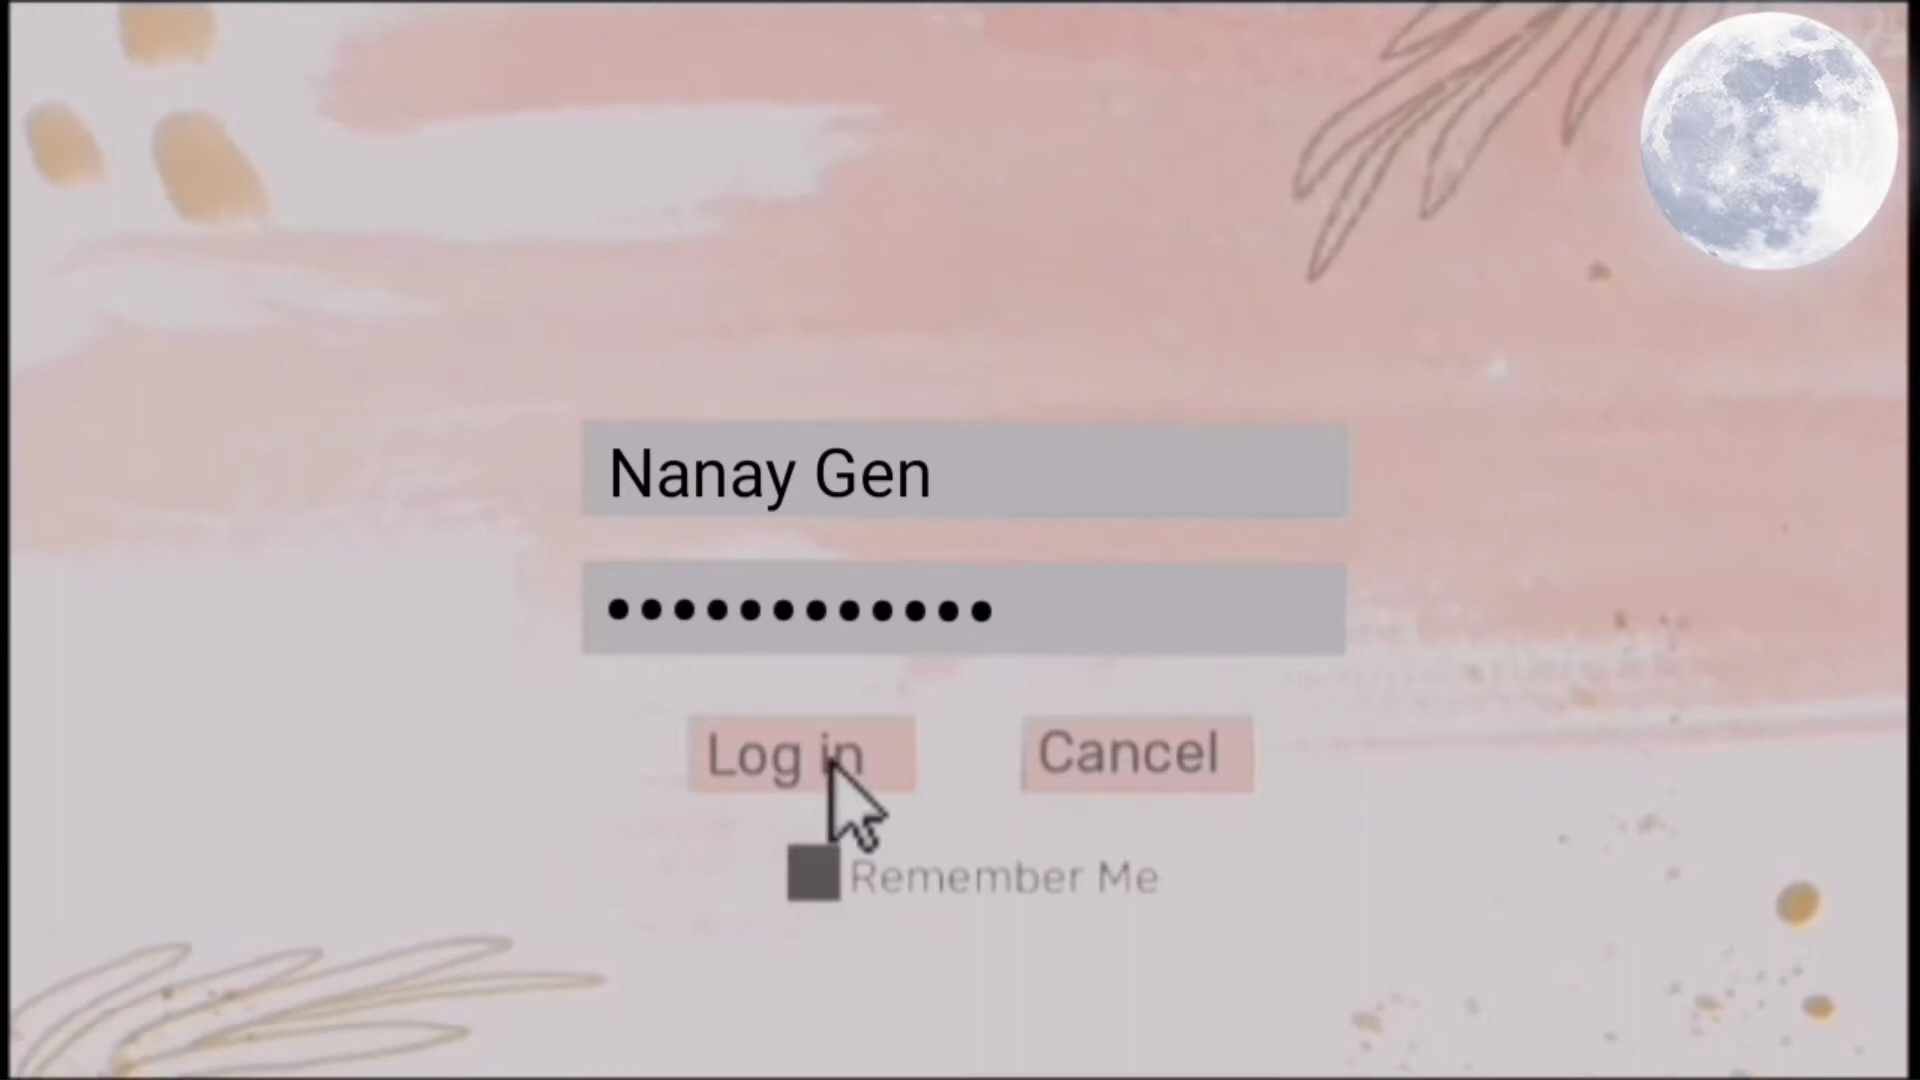 Nanay Gen
••••••••••••
Log in
Cancel
Remember Me